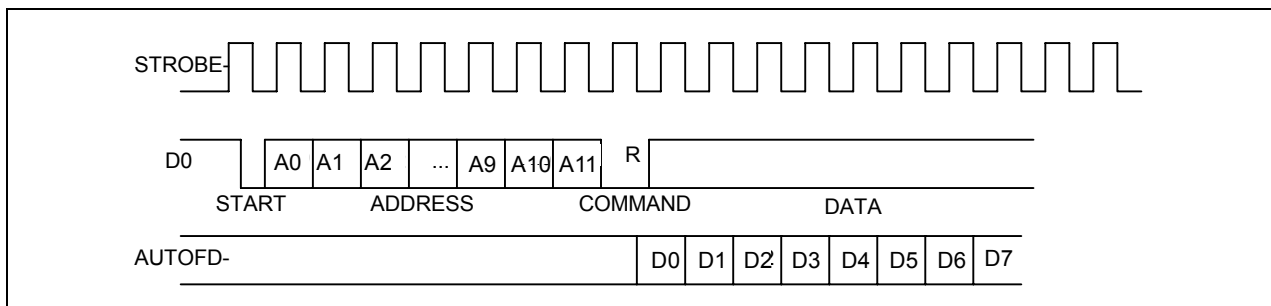 STROBE-
D0 A0 A1 A2 ... A9 A10 A11 R
START ADDRESS COMMAND DATA
AUTOFD- D0 D1 D2 D3 D4 D5 D6 D7